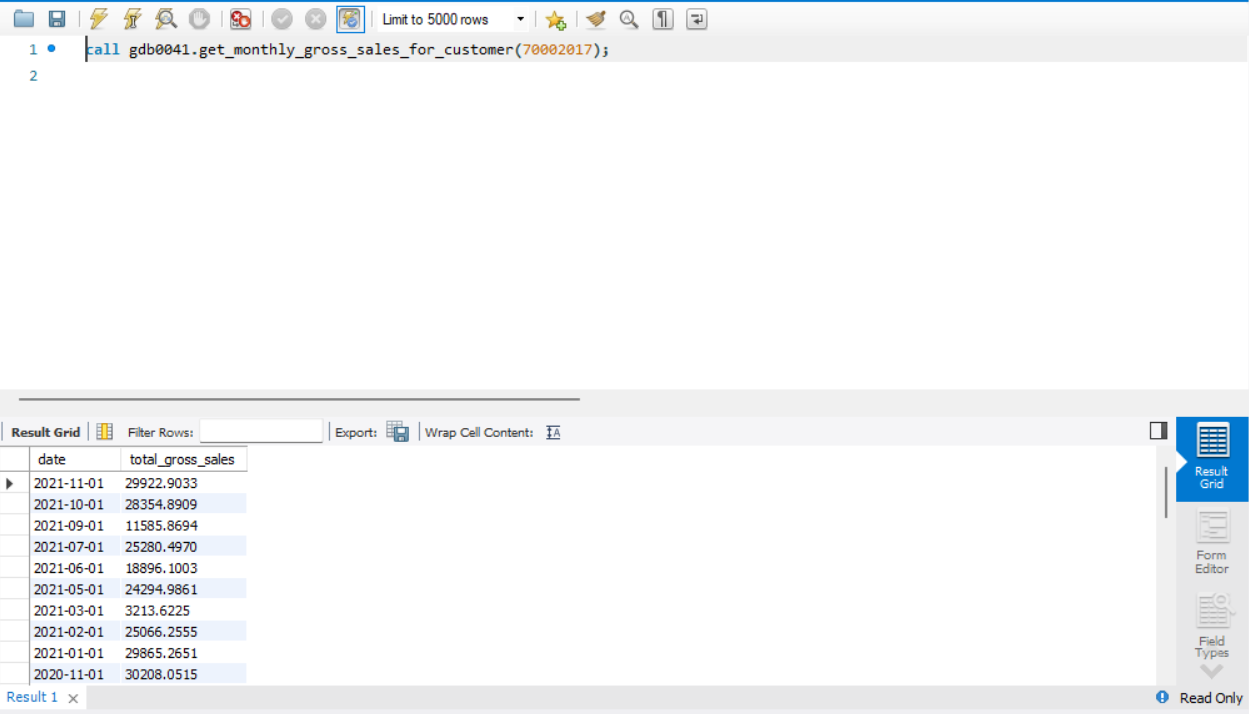 Limit to 5000 rows
1 call gdb0041.get_monthly_gross_sales_for_customer(70002017);
2
Result Grid Filter Rows: Export: Wrap Cell Content: IA
date total_gross_sales
2021-11-01 29922.9033
2021-10-01 28354.8909
2021-09-01 11585.8694
2021-07-01 25280.4970
2021-06-01 18896.1003
2021-05-01 24294.9861
2021-03-01 3213.6225
2021-02-01 25066.2555
2021-01-01 29865.2651
2020-11-01 30208.0515
Result
Grid
Form
Editor
Field
Types
Result 1 Read Only